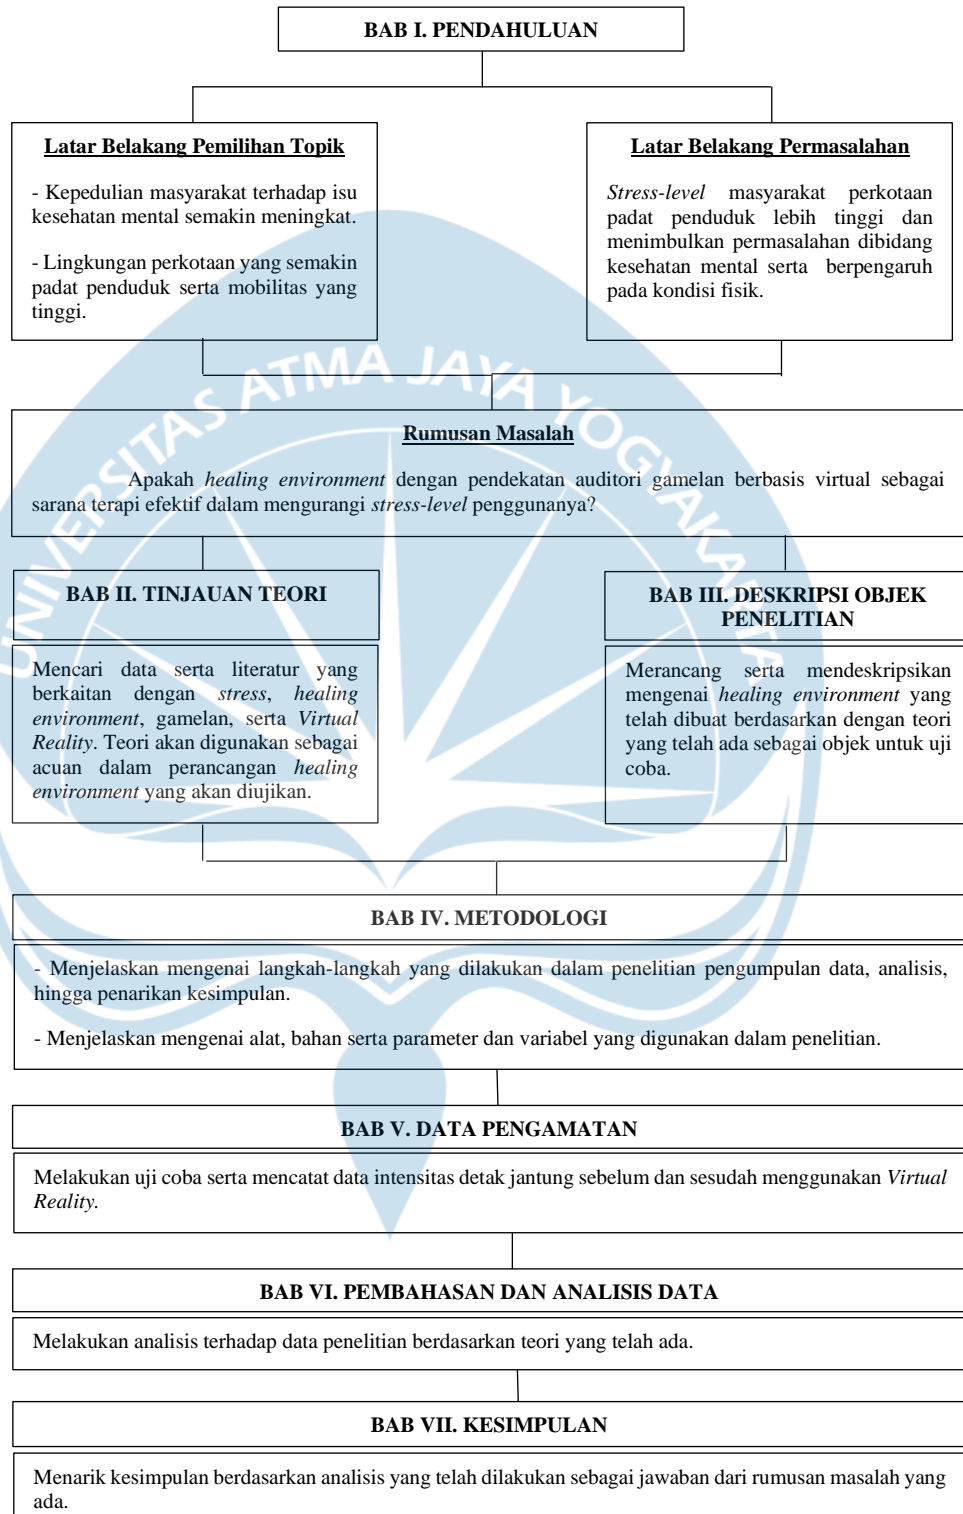 BAB I. PENDAHULUAN
Latar Belakang Pemilihan Topik
- Kepedulian masyarakat terhadap isu
kesehatan mental semakin meningkat.
- Lingkungan perkotaan yang semakin
padat penduduk serta mobilitas yang
tinggi.
Latar Belakang Permasalahan
Stress-level masyarakat perkotaan
padat penduduk lebih tinggi dan
menimbulkan permasalahan dibidang
kesehatan mental serta berpengaruh
pada kondisi fisik.
UNIVERSITAS ATMA JAYA YOGYAKARTA
Rumusan Masalah
Apakah healing environment dengan pendekatan auditori gamelan berbasis virtual sebagai
sarana terapi efektif dalam mengurangi stress-level penggunanya?
BAB II. TINJAUAN TEORI
Mencari data serta literatur yang
berkaitan dengan stress, healing
environment, gamelan, serta Virtual
Reality. Teori akan digunakan sebagai
acuan dalam perancangan healing
environment yang akan diujikan.
BAB III. DESKRIPSI OBJEK
PENELITIAN
Merancang serta mendeskripsikan
mengenai healing environment yang
telah dibuat berdasarkan dengan teori
yang telah ada sebagai objek untuk uji
coba.
BAB IV. METODOLOGI
- Menjelaskan mengenai langkah-langkah yang dilakukan dalam penelitian pengumpulan data, analisis,
hingga penarikan kesimpulan.
- Menjelaskan mengenai alat, bahan serta parameter dan variabel yang digunakan dalam penelitian.
BAB V. DATA PENGAMATAN
Melakukan uji coba serta mencatat data intensitas detak jantung sebelum dan sesudah menggunakan Virtual
Reality.
BAB VI. PEMBAHASAN DAN ANALISIS DATA
Melakukan analisis terhadap data penelitian berdasarkan teori yang telah ada.
BAB VII. KESIMPULAN
Menarik kesimpulan berdasarkan analisis yang telah dilakukan sebagai jawaban dari rumusan masalah yang
ada.